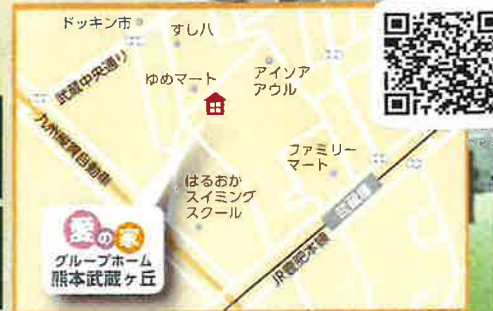 ドッキン市
すし八
武蔵中央通り
ゆめマート
アイソア
アウル
九州縦貫自動車
ファミリー
マート
はるおか
スイミング
スクール
武蔵塚
JR豊肥本線
愛の家
グループホーム
熊本武蔵ヶ丘